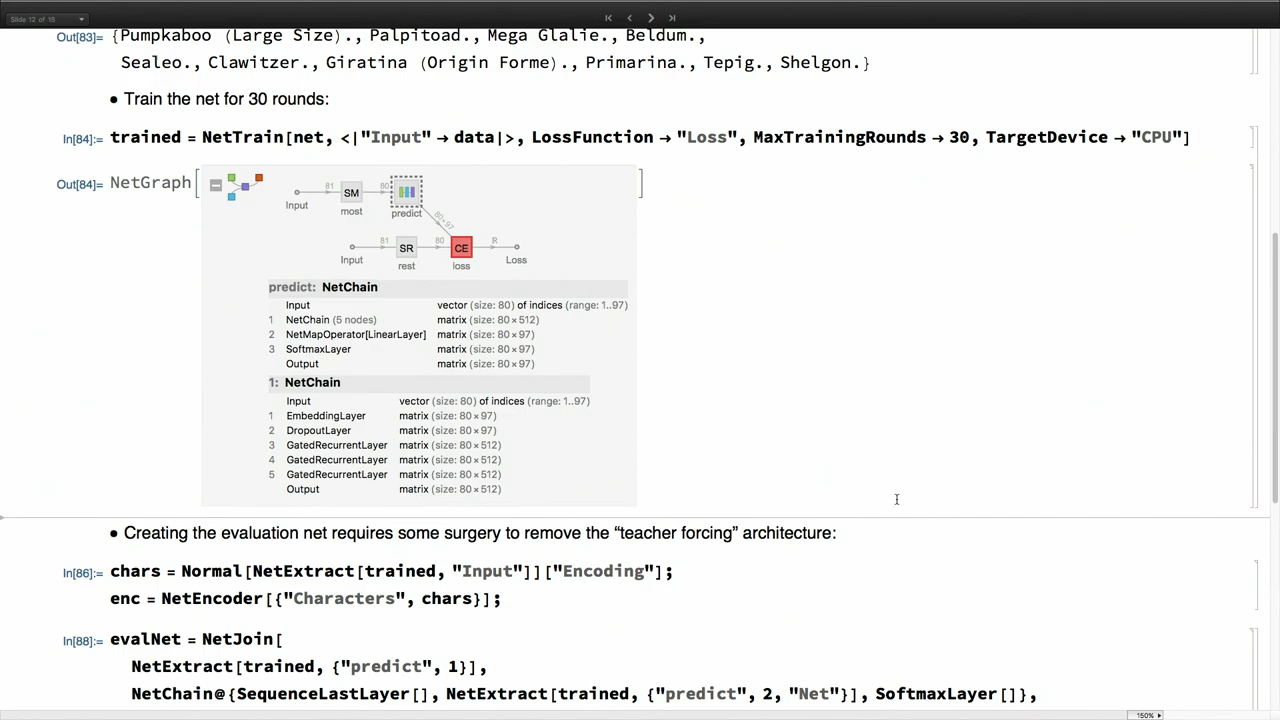 Slide 12 of 15
Out[83]= {Pumpkaboo (Large Size)., Palpitoad., Mega Glalie., Beldum.,
Sealeo., Clawitzer., Giratina (Origin Forme)., Primarina., Tepig., Shelgon.}
• Train the net for 30 rounds:
In[84]:= trained = NetTrain[net, <|"Input" → data|>, LossFunction → "Loss", MaxTrainingRounds → 30, TargetDevice → "CPU"]
Out[84]= NetGraph[ ]
81 80
SM
Input most predict
80×97
81 80 R
SR CE
Input rest loss Loss
predict: NetChain
Input vector (size: 80) of indices (range: 1..97)
1 NetChain (5 nodes) matrix (size: 80×512)
2 NetMapOperator[LinearLayer] matrix (size: 80×97)
3 SoftmaxLayer matrix (size: 80×97)
Output matrix (size: 80×97)
1: NetChain
Input vector (size: 80) of indices (range: 1..97)
1 EmbeddingLayer matrix (size: 80×97)
2 DropoutLayer matrix (size: 80×97)
3 GatedRecurrentLayer matrix (size: 80×512)
4 GatedRecurrentLayer matrix (size: 80×512)
5 GatedRecurrentLayer matrix (size: 80×512)
Output matrix (size: 80×512)
• Creating the evaluation net requires some surgery to remove the “teacher forcing” architecture:
In[86]:= chars = Normal[NetExtract[trained, "Input"]]["Encoding"];
enc = NetEncoder[{"Characters", chars}];
In[88]:= evalNet = NetJoin[
NetExtract[trained, {"predict", 1}],
NetChain@{SequenceLastLayer[], NetExtract[trained, {"predict", 2, "Net"}], SoftmaxLayer[]},
150%